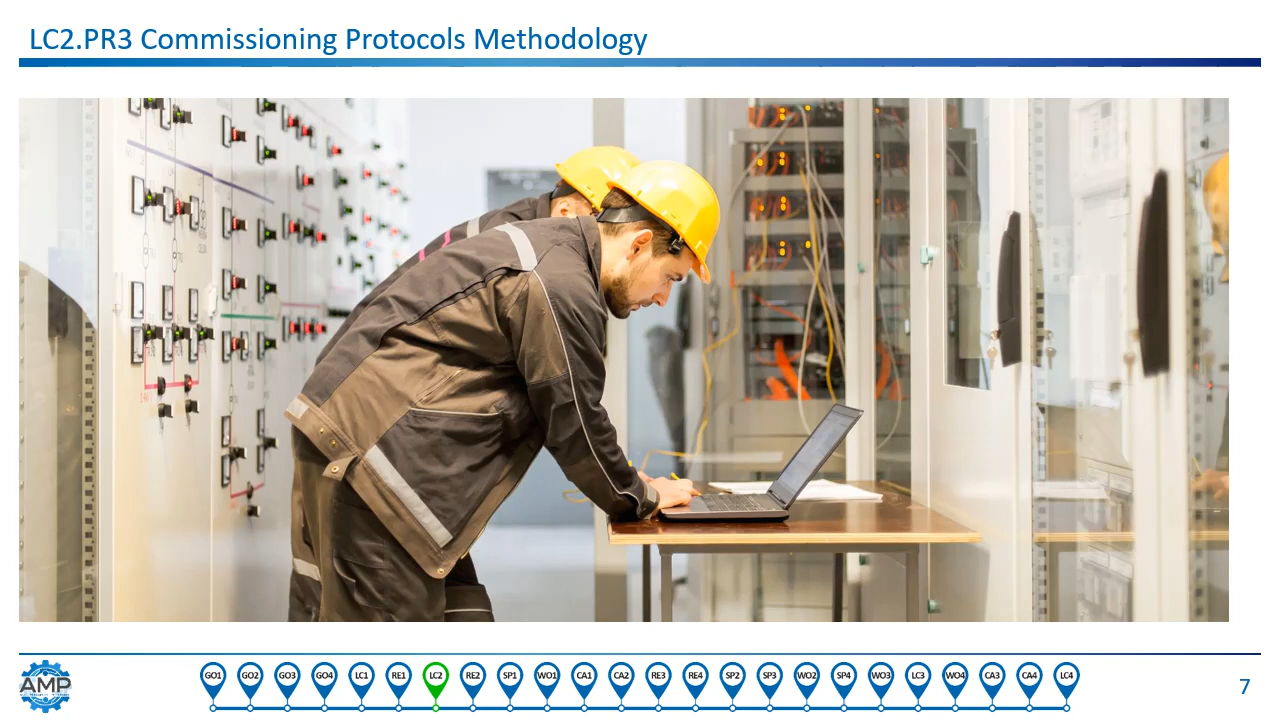 LC2.PR3 Commissioning Protocols Methodology
AMP
GO1 GO2 GO3 GO4 LC1 RE1 LC2 RE2 SP1 WO1 CA1 CA2 RE3 RE4 SP2 SP3 WO2 SP4 WO3 LC3 WO4 CA3 CA4 LC4
7